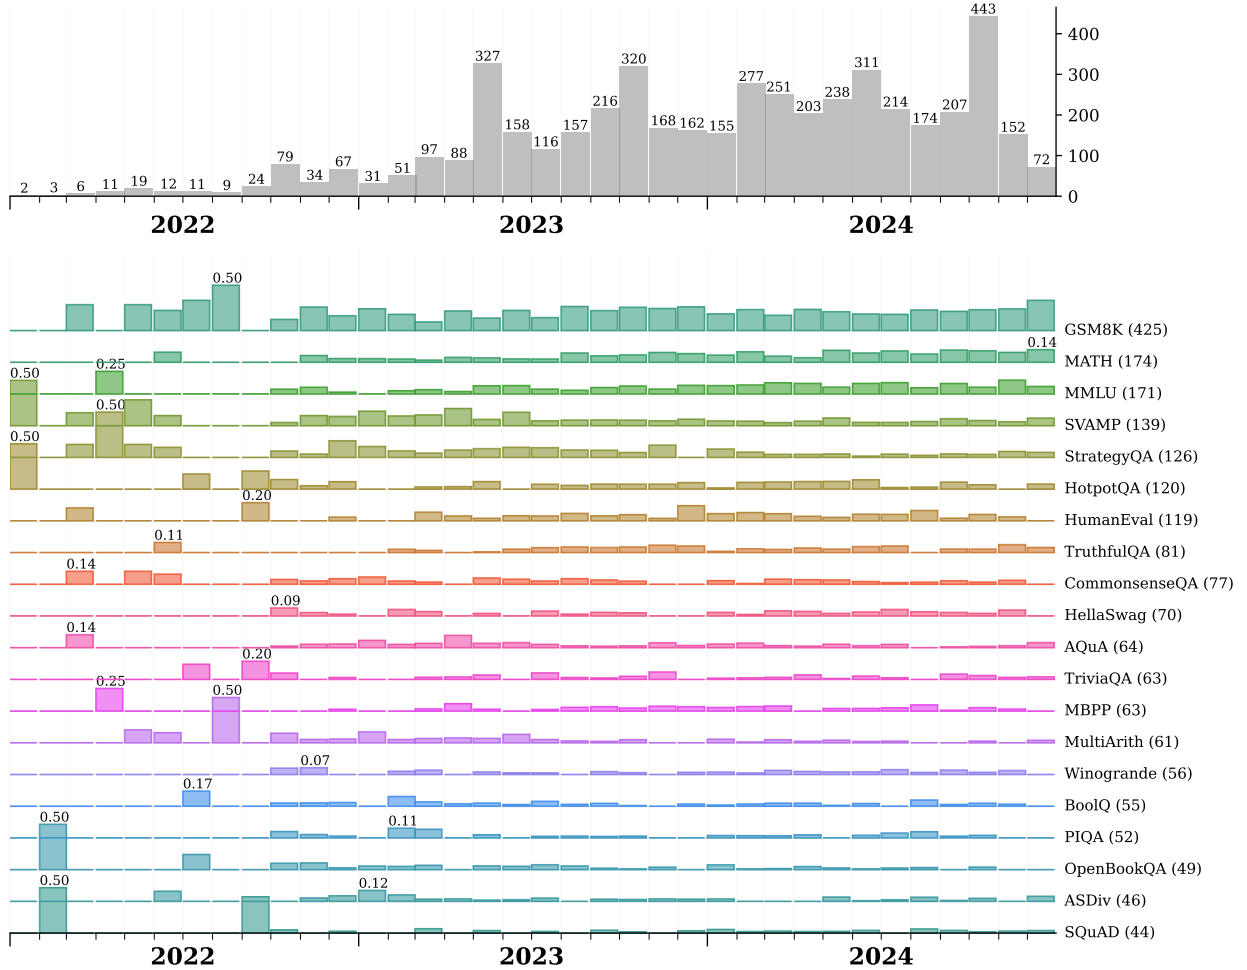 443
400
327
320
311
300
277
251
238
216
214
207
203
200
174
168
162
158
157
155
152
116
100
97
88
79
72
67
51
34
31
24
19
12
11
11
9
6
3
2
0
2022 2023 2024
0.50
GSM8K (425)
0.14
MATH (174)
0.50 0.25
MMLU (171)
0.50
SVAMP (139)
0.50
StrategyQA (126)
HotpotQA (120)
0.20
HumanEval (119)
0.11
TruthfulQA (81)
0.14
CommonsenseQA (77)
0.09
HellaSwag (70)
0.14
AQuA (64)
0.20
TriviaQA (63)
0.25
MBPP (63)
0.50
MultiArith (61)
0.07
Winogrande (56)
0.17
BoolQ (55)
0.50 0.11
PIQA (52)
OpenBookQA (49)
0.50 0.12
ASDiv (46)
SQuAD (44)
2022 2023 2024